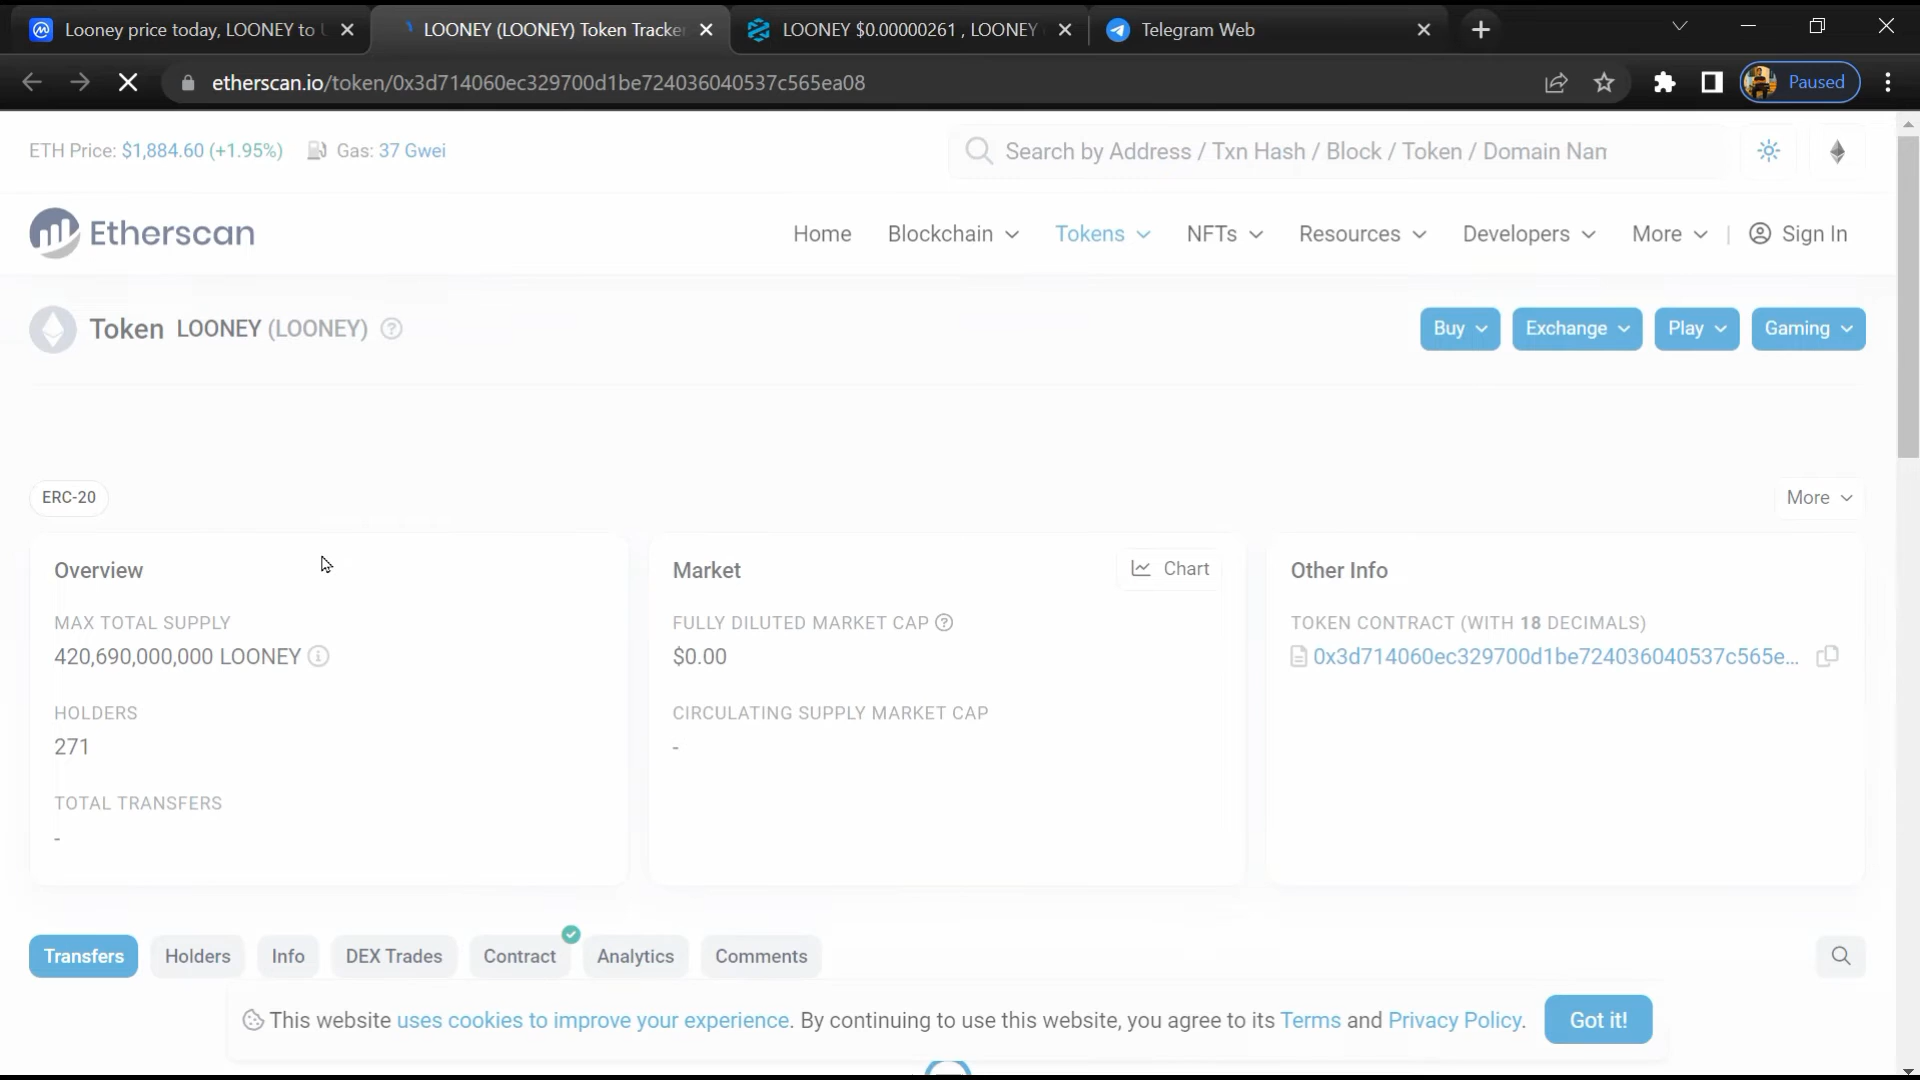 Looney price today, LOONEY to U
LOONEY (LOONEY) Token Tracker
LOONEY $0.00000261 , LOONEY
Telegram Web
etherscan.io/token/0x3d714060ec329700d1be724036040537c565ea08
Paused
ETH Price: $1,884.60 (+1.95%) Gas: 37 Gwei
Search by Address / Txn Hash / Block / Token / Domain Nam
Etherscan
Home Blockchain Tokens NFTs Resources Developers More | Sign In
Token LOONEY (LOONEY)
Buy Exchange Play Gaming
ERC-20
More
Overview
MAX TOTAL SUPPLY
420,690,000,000 LOONEY
HOLDERS
271
TOTAL TRANSFERS
-
Market
Chart
FULLY DILUTED MARKET CAP
$0.00
CIRCULATING SUPPLY MARKET CAP
-
Other Info
TOKEN CONTRACT (WITH 18 DECIMALS)
0x3d714060ec329700d1be724036040537c565e...
Transfers Holders Info DEX Trades Contract Analytics Comments
This website uses cookies to improve your experience. By continuing to use this website, you agree to its Terms and Privacy Policy.
Got it!